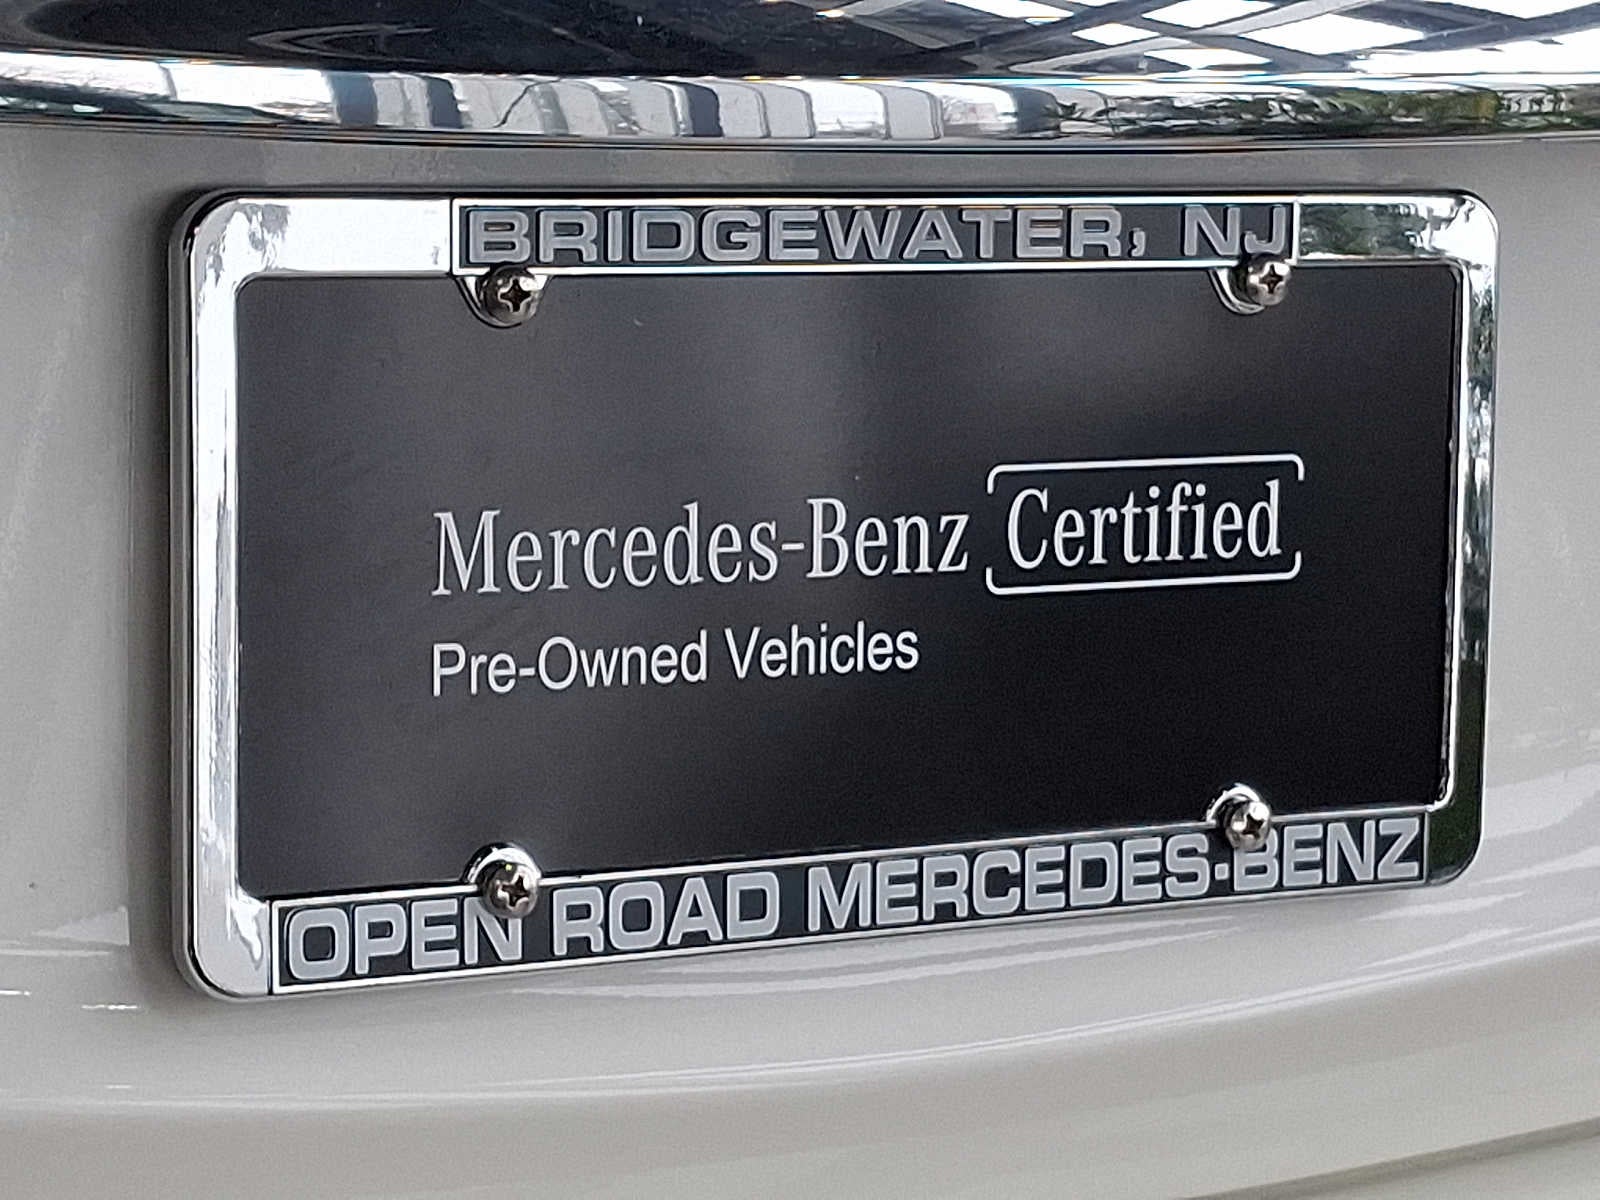 BRIDGEWATER, NJ
Mercedes-Benz Certified
Pre-Owned Vehicles
OPEN ROAD MERCEDES-BENZ